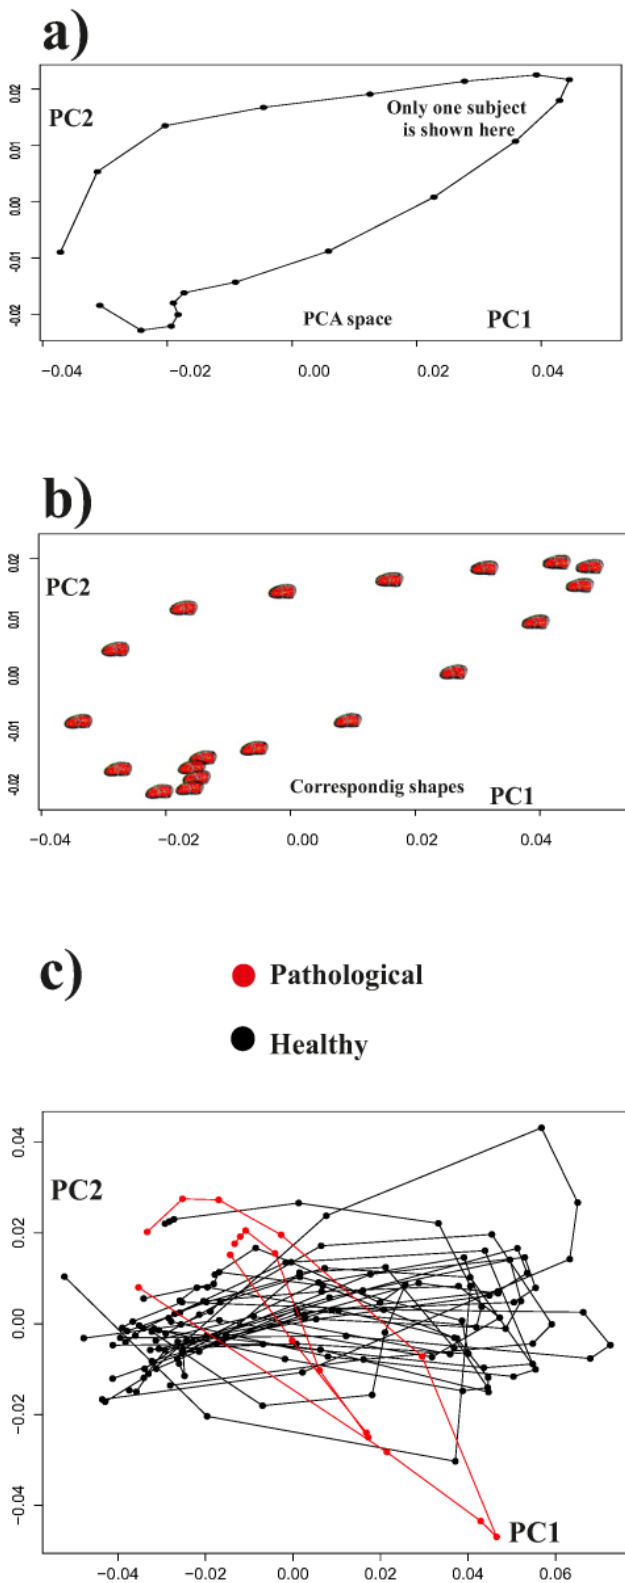 a)
PC2
Only one subject
is shown here
PCA space
PC1
0.02
0.01
0.00
-0.01
-0.02
−0.04 −0.02 0.00 0.02 0.04
b)
PC2
Correspondig shapes
PC1
0.02
0.01
0.00
-0.01
-0.02
−0.04 −0.02 0.00 0.02 0.04
c)
Pathological
Healthy
PC2
PC1
0.04
0.02
0.00
−0.02
−0.04
−0.04 −0.02 0.00 0.02 0.04 0.06